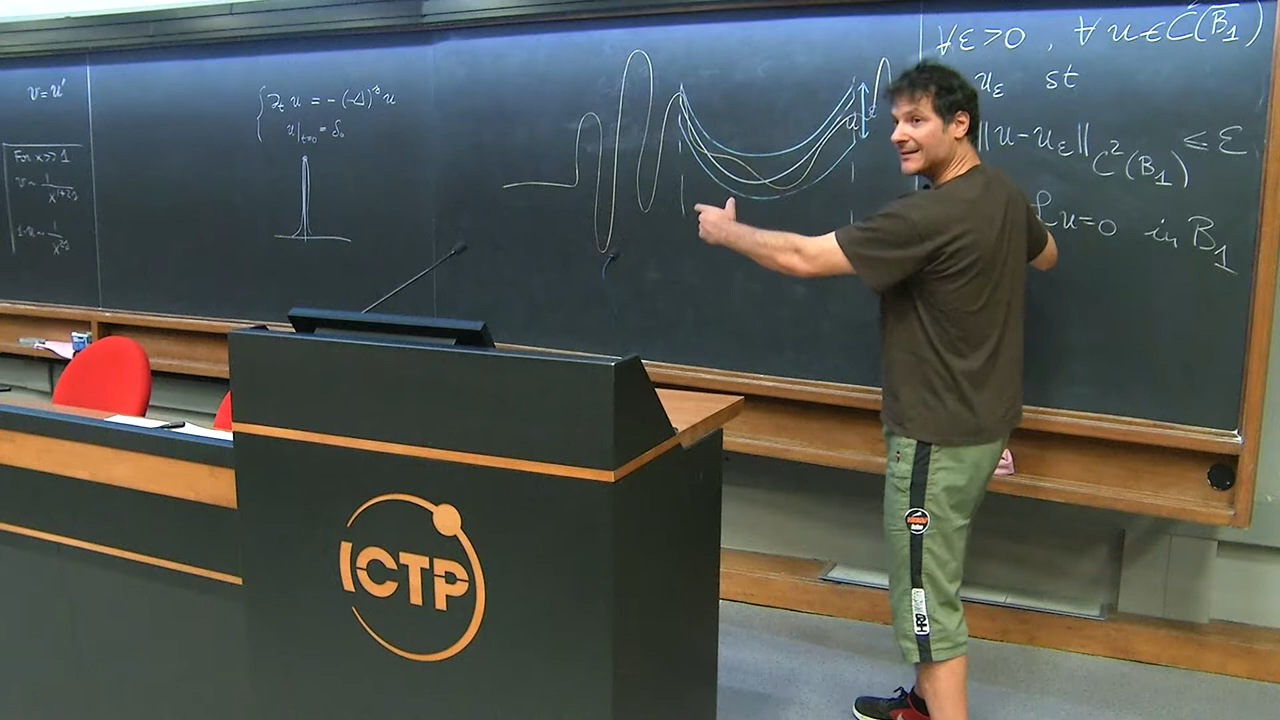 v = u'
For x>>1
v ~ 1/x^{1+2s}
1-u ~ 1/x^{2s}
{ ∂_t u = -(-Δ)^s u
u|_{t=0} = δ_0
∀ε>0 , ∀ u ∈ C(B̅_1)
u_ε st
||u-u_ε||_{C^2(B_1)} ≤ ε
u=0 in B_1
ICTP